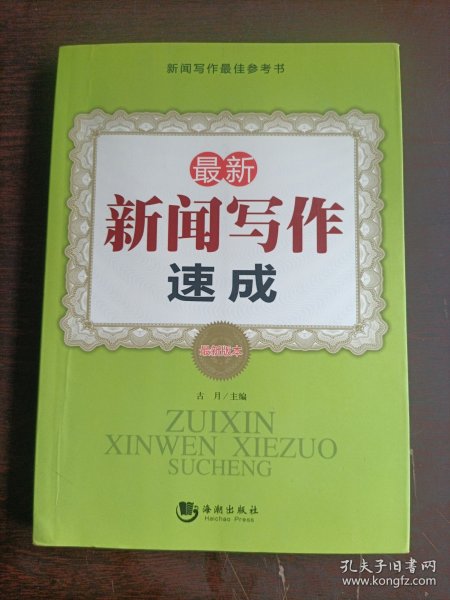 新闻写作最佳参考书
最新
新闻写作
速成
最新版本
古 月/主编
ZUIXIN
XINWEN XIEZUO
SUCHENG
海潮出版社
Haichao Press
孔夫子旧书网
www.kongfz.com